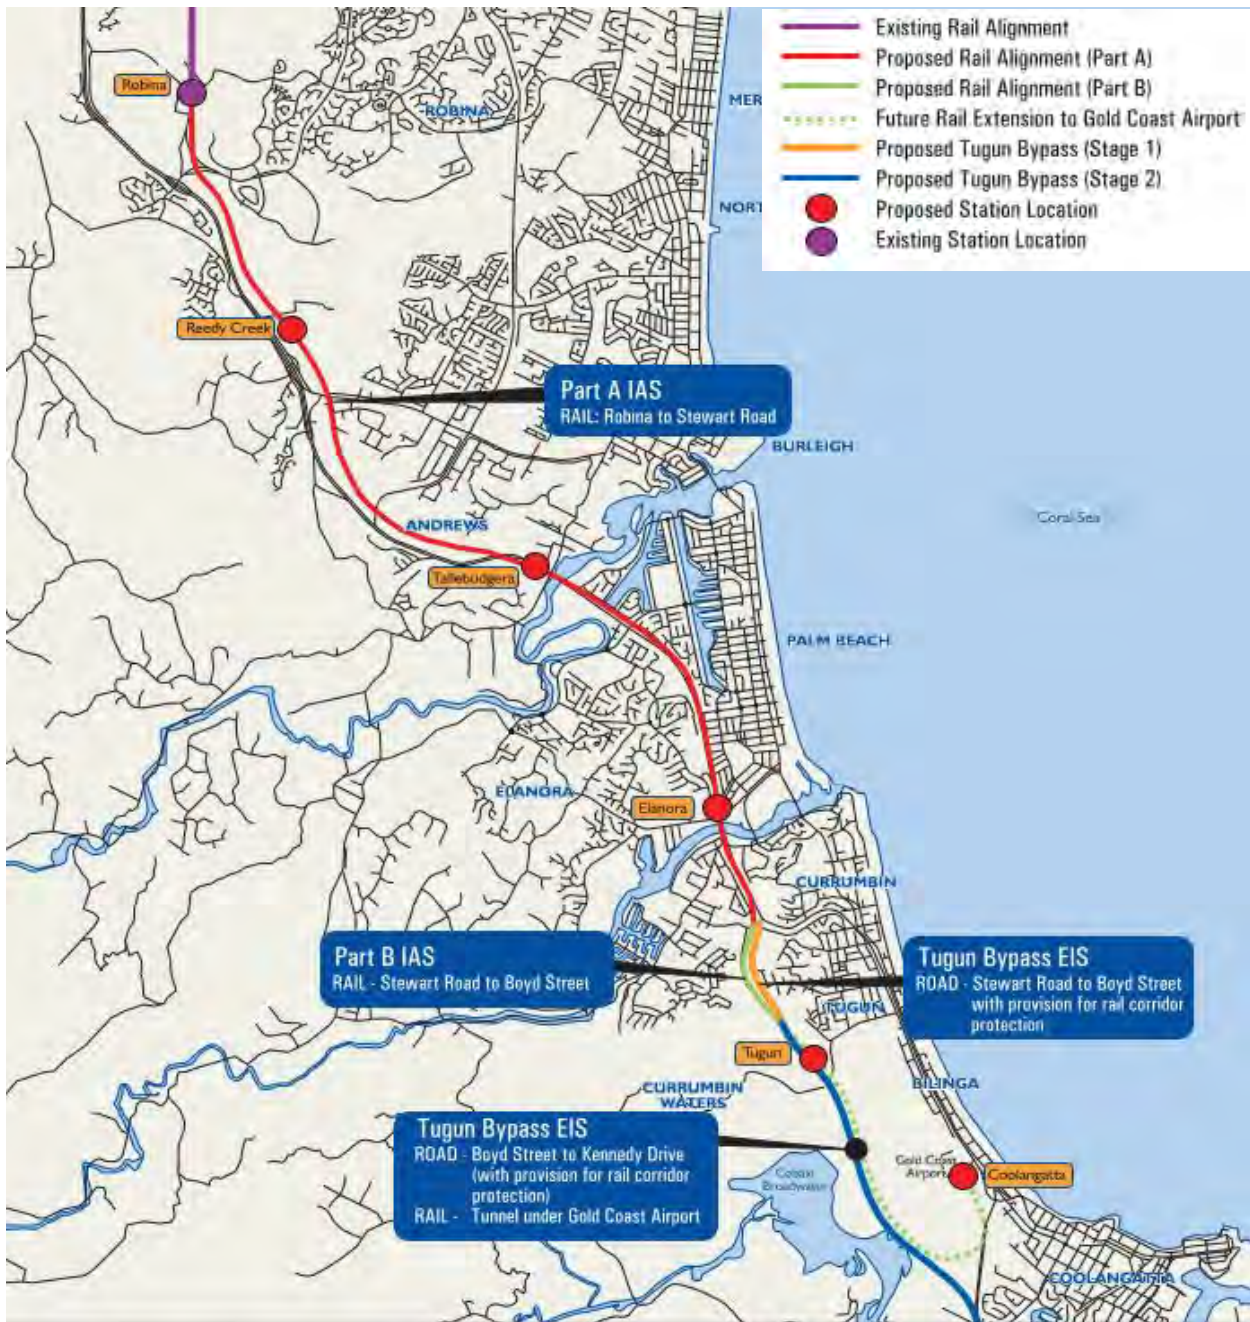 Existing Rail Alignment
Proposed Rail Alignment (Part A)
Proposed Rail Alignment (Part B)
Future Rail Extension to Gold Coast Airport
Proposed Tugun Bypass (Stage 1)
Proposed Tugun Bypass (Stage 2)
Proposed Station Location
Existing Station Location
Robina
ROBINA
MER
NORT
Reedy Creek
Part A IAS
RAIL: Robina to Stewart Road
BURLEIGH
Coral Sea
ANDREWS
Tallebudgera
PALM BEACH
ELANORA
Elanora
CURRUMBIN
Part B IAS
RAIL - Stewart Road to Boyd Street
Tugun Bypass EIS
ROAD - Stewart Road to Boyd Street
with provision for rail corridor
protection
TUGUN
Tugun
BILINGA
CURRUMBIN
WATERS
Tugun Bypass EIS
ROAD - Boyd Street to Kennedy Drive
(with provision for rail corridor
protection)
RAIL - Tunnel under Gold Coast Airport
Gold Coast
Airport
Coolangatta
Cobaki
Broadwater
COOLANGATTA